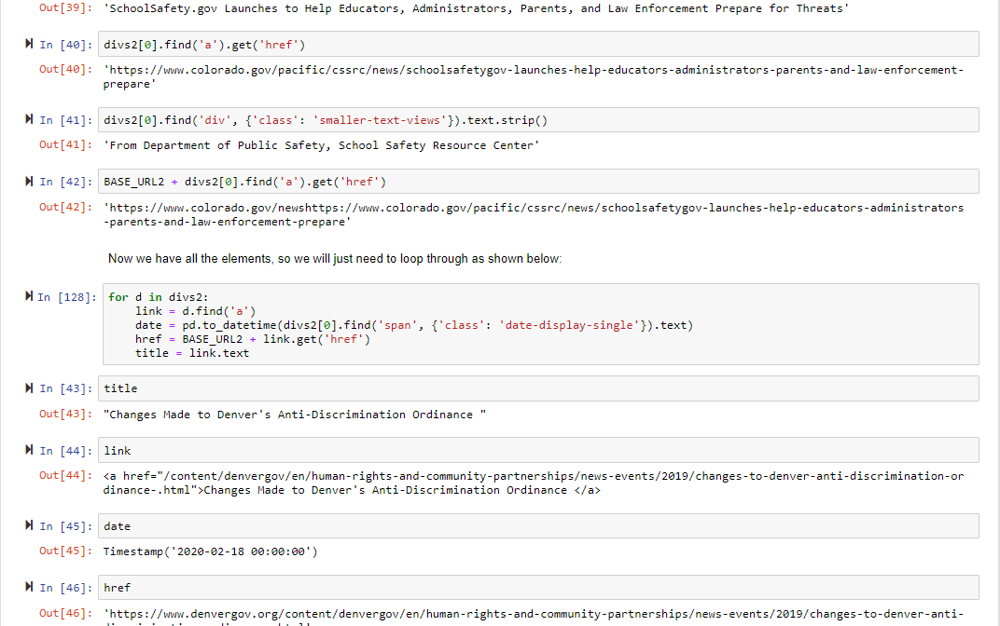 Out[39]: 'SchoolSafety.gov Launches to Help Educators, Administrators, Parents, and Law Enforcement Prepare for Threats'
In [40]: divs2[0].find('a').get('href')
Out[40]: 'https://www.colorado.gov/pacific/cssrc/news/schoolsafetygov-launches-help-educators-administrators-parents-and-law-enforcement-
prepare'
In [41]: divs2[0].find('div', {'class': 'smaller-text-views'}).text.strip()
Out[41]: 'From Department of Public Safety, School Safety Resource Center'
In [42]: BASE_URL2 + divs2[0].find('a').get('href')
Out[42]: 'https://www.colorado.gov/newshttps://www.colorado.gov/pacific/cssrc/news/schoolsafetygov-launches-help-educators-administrators
-parents-and-law-enforcement-prepare'
Now we have all the elements, so we will just need to loop through as shown below:
In [128]: for d in divs2:
    link = d.find('a')
    date = pd.to_datetime(divs2[0].find('span', {'class': 'date-display-single'}).text)
    href = BASE_URL2 + link.get('href')
    title = link.text
In [43]: title
Out[43]: "Changes Made to Denver's Anti-Discrimination Ordinance "
In [44]: link
Out[44]: <a href="/content/denvergov/en/human-rights-and-community-partnerships/news-events/2019/changes-to-denver-anti-discrimination-or
dinance-.html">Changes Made to Denver's Anti-Discrimination Ordinance </a>
In [45]: date
Out[45]: Timestamp('2020-02-18 00:00:00')
In [46]: href
Out[46]: 'https://www.denvergov.org/content/denvergov/en/human-rights-and-community-partnerships/news-events/2019/changes-to-denver-anti-